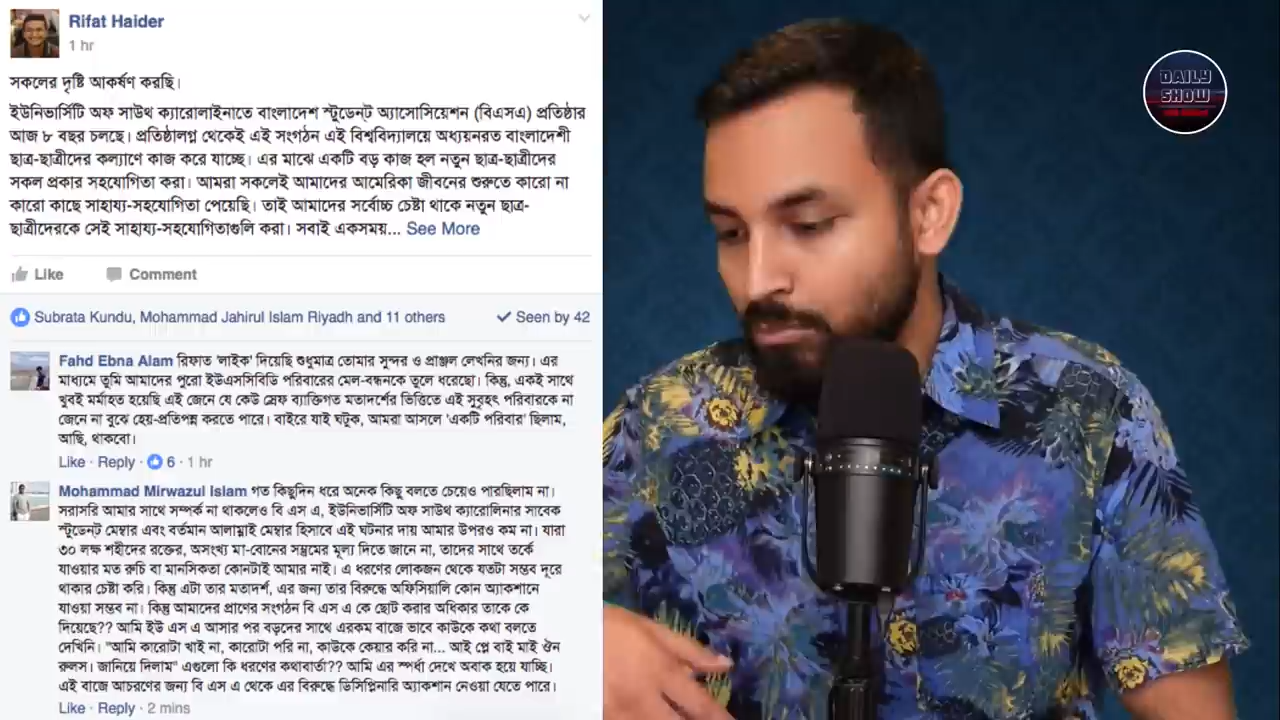 Rifat Haider
1 hr
সকলের দৃষ্টি আকর্ষণ করছি।
ইউনিভার্সিটি অফ সাউথ ক্যারোলাইনাতে বাংলাদেশ স্টুডেন্ট অ্যাসোসিয়েশন (বিএসএ) প্রতিষ্ঠার
আজ ৮ বছর চলছে। প্রতিষ্ঠালগ্ন থেকেই এই সংগঠন এই বিশ্ববিদ্যালয়ে অধ্যয়নরত বাংলাদেশী
ছাত্র-ছাত্রীদের কল্যাণে কাজ করে যাচ্ছে। এর মাঝে একটি বড় কাজ হল নতুন ছাত্র-ছাত্রীদের
সকল প্রকার সহযোগিতা করা। আমরা সকলেই আমাদের আমেরিকা জীবনের শুরুতে কারো না
কারো কাছে সাহায্য-সহযোগিতা পেয়েছি। তাই আমাদের সর্বোচ্চ চেষ্টা থাকে নতুন ছাত্র-
ছাত্রীদেরকে সেই সাহায্য-সহযোগিতাগুলি করা। সবাই একসময়... See More
Like Comment
Subrata Kundu, Mohammad Jahirul Islam Riyadh and 11 others Seen by 42
Fahd Ebna Alam রিফাত 'লাইক' দিয়েছি শুধুমাত্র তোমার সুন্দর ও প্রাঞ্জল লেখনির জন্য। এর
মাধ্যমে তুমি আমাদের পুরো ইউএসসিবিডি পরিবারের মেল-বন্ধনকে তুলে ধরেছো। কিন্তু, একই সাথে
খুবই মর্মাহত হয়েছি এই জেনে যে কেউ স্রেফ ব্যাক্তিগত মতাদর্শের ভিত্তিতে এই সুবৃহৎ পরিবারকে না
জেনে না বুঝে হেয়-প্রতিপন্ন করতে পারে। বাইরে যাই ঘটুক, আমরা আসলে 'একটি পরিবার' ছিলাম,
আছি, থাকবো।
Like · Reply · 6 · 1 hr
Mohammad Mirwazul Islam গত কিছুদিন ধরে অনেক কিছু বলতে চেয়েও পারছিলাম না।
সরাসরি আমার সাথে সম্পর্ক না থাকলেও বি এস এ, ইউনিভার্সিটি অফ সাউথ ক্যারোলিনার সাবেক
স্টুডেন্ট মেম্বার এবং বর্তমান আলামনাই মেম্বার হিসাবে এই ঘটনার দায় আমার উপরও কম না। যারা
৩০ লক্ষ শহীদের রক্তের, অসংখ্য মা-বোনের সম্ভ্রমের মূল্য দিতে জানে না, তাদের সাথে তর্কে
যাওয়ার মত রুচি বা মানসিকতা কোনটাই আমার নাই। এ ধরণের লোকজন থেকে যতটা সম্ভব দূরে
থাকার চেষ্টা করি। কিন্তু এটা তার মতাদর্শ, এর জন্য তার বিরুদ্ধে অফিসিয়ালি কোন অ্যাকশানে
যাওয়া সম্ভব না। কিন্তু আমাদের প্রাণের সংগঠন বি এস এ কে ছোট করার অধিকার তাকে কে
দিয়েছে?? আমি ইউ এস এ আসার পর বড়দের সাথে এরকম বাজে ভাবে কাউকে কথা বলতে
দেখিনি। "আমি কারোটা খাই না, কারোটা পরি না, কাউকে কেয়ার করি না... আই প্লে বাই মাই ঔন
রুলস। জানিয়ে দিলাম" এগুলো কি ধরণের কথাবার্তা?? আমি এর স্পর্ধা দেখে অবাক হয়ে যাচ্ছি।
এই বাজে আচরণের জন্য বি এস এ থেকে এর বিরুদ্ধে ডিসিপ্লিনারি অ্যাকশান নেওয়া যেতে পারে।
Like · Reply · 2 mins
DAILY
SHOW